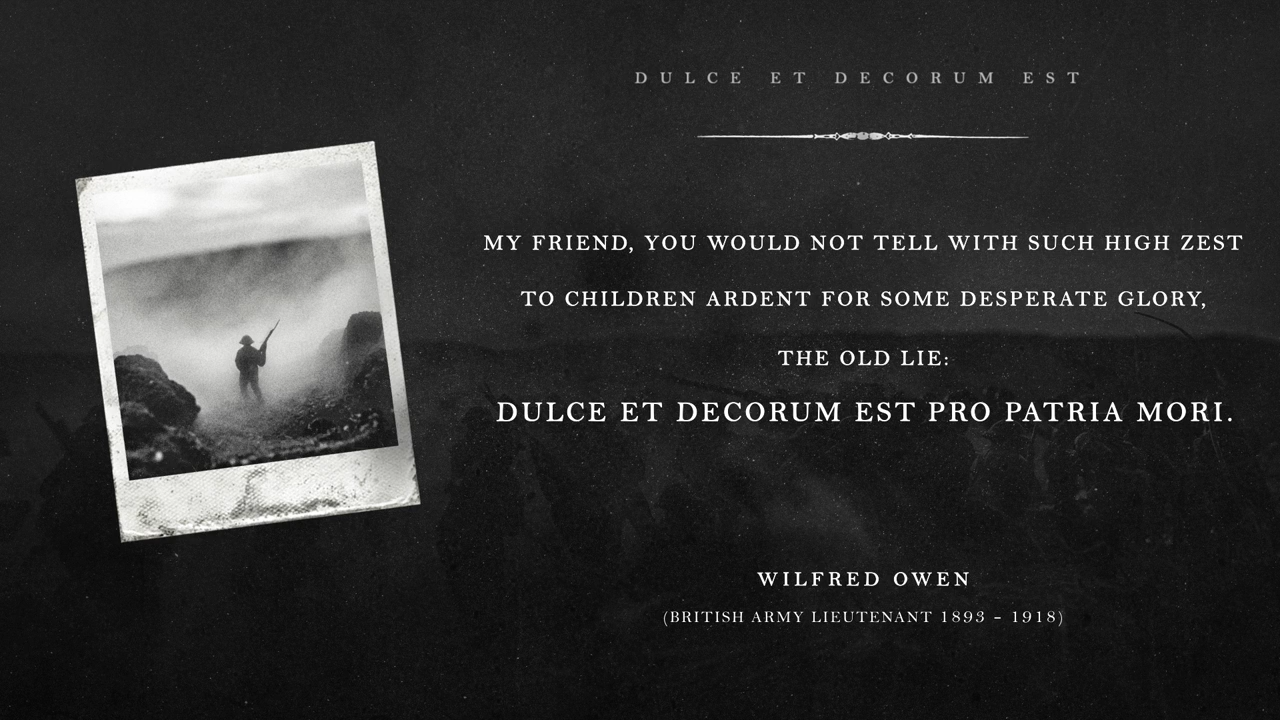 DULCE ET DECORUM EST
MY FRIEND, YOU WOULD NOT TELL WITH SUCH HIGH ZEST
TO CHILDREN ARDENT FOR SOME DESPERATE GLORY,
THE OLD LIE:
DULCE ET DECORUM EST PRO PATRIA MORI.
WILFRED OWEN
(BRITISH ARMY LIEUTENANT 1893 – 1918)